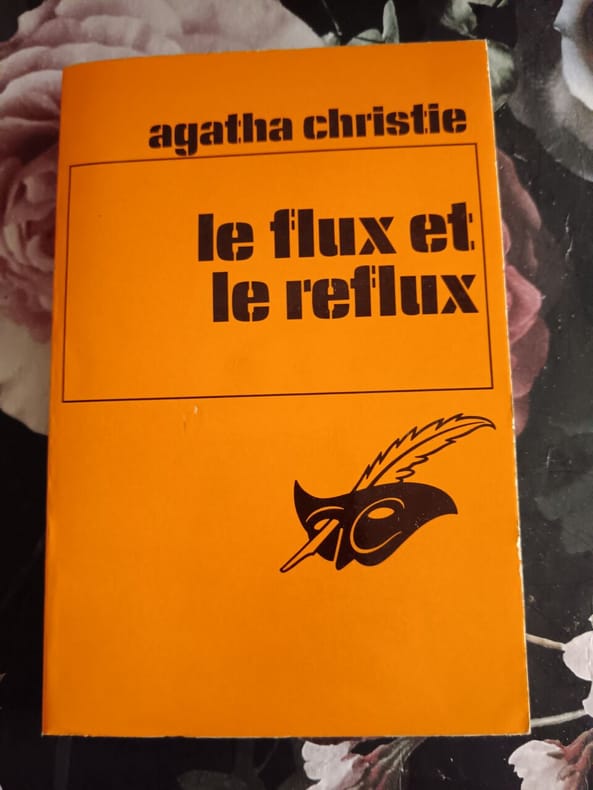 agatha christie
le flux et
le reflux